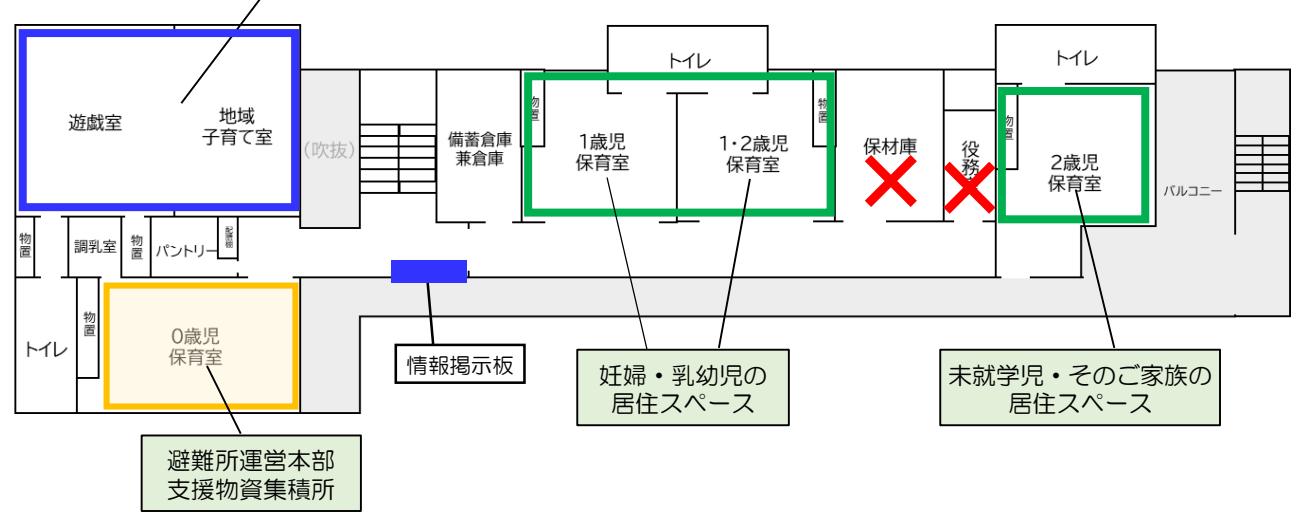 トイレ
トイレ
遊戯室
地域
子育て室
(吹抜)
備蓄倉庫
兼倉庫
物置
1歳児
保育室
1・2歳児
保育室
物置
保材庫
役務
物置
2歳児
保育室
バルコニー
物置
調乳室
物置
パントリー
配膳棚
トイレ
物置
0歳児
保育室
情報掲示板
妊婦・乳幼児の
居住スペース
未就学児・そのご家族の
居住スペース
避難所運営本部
支援物資集積所